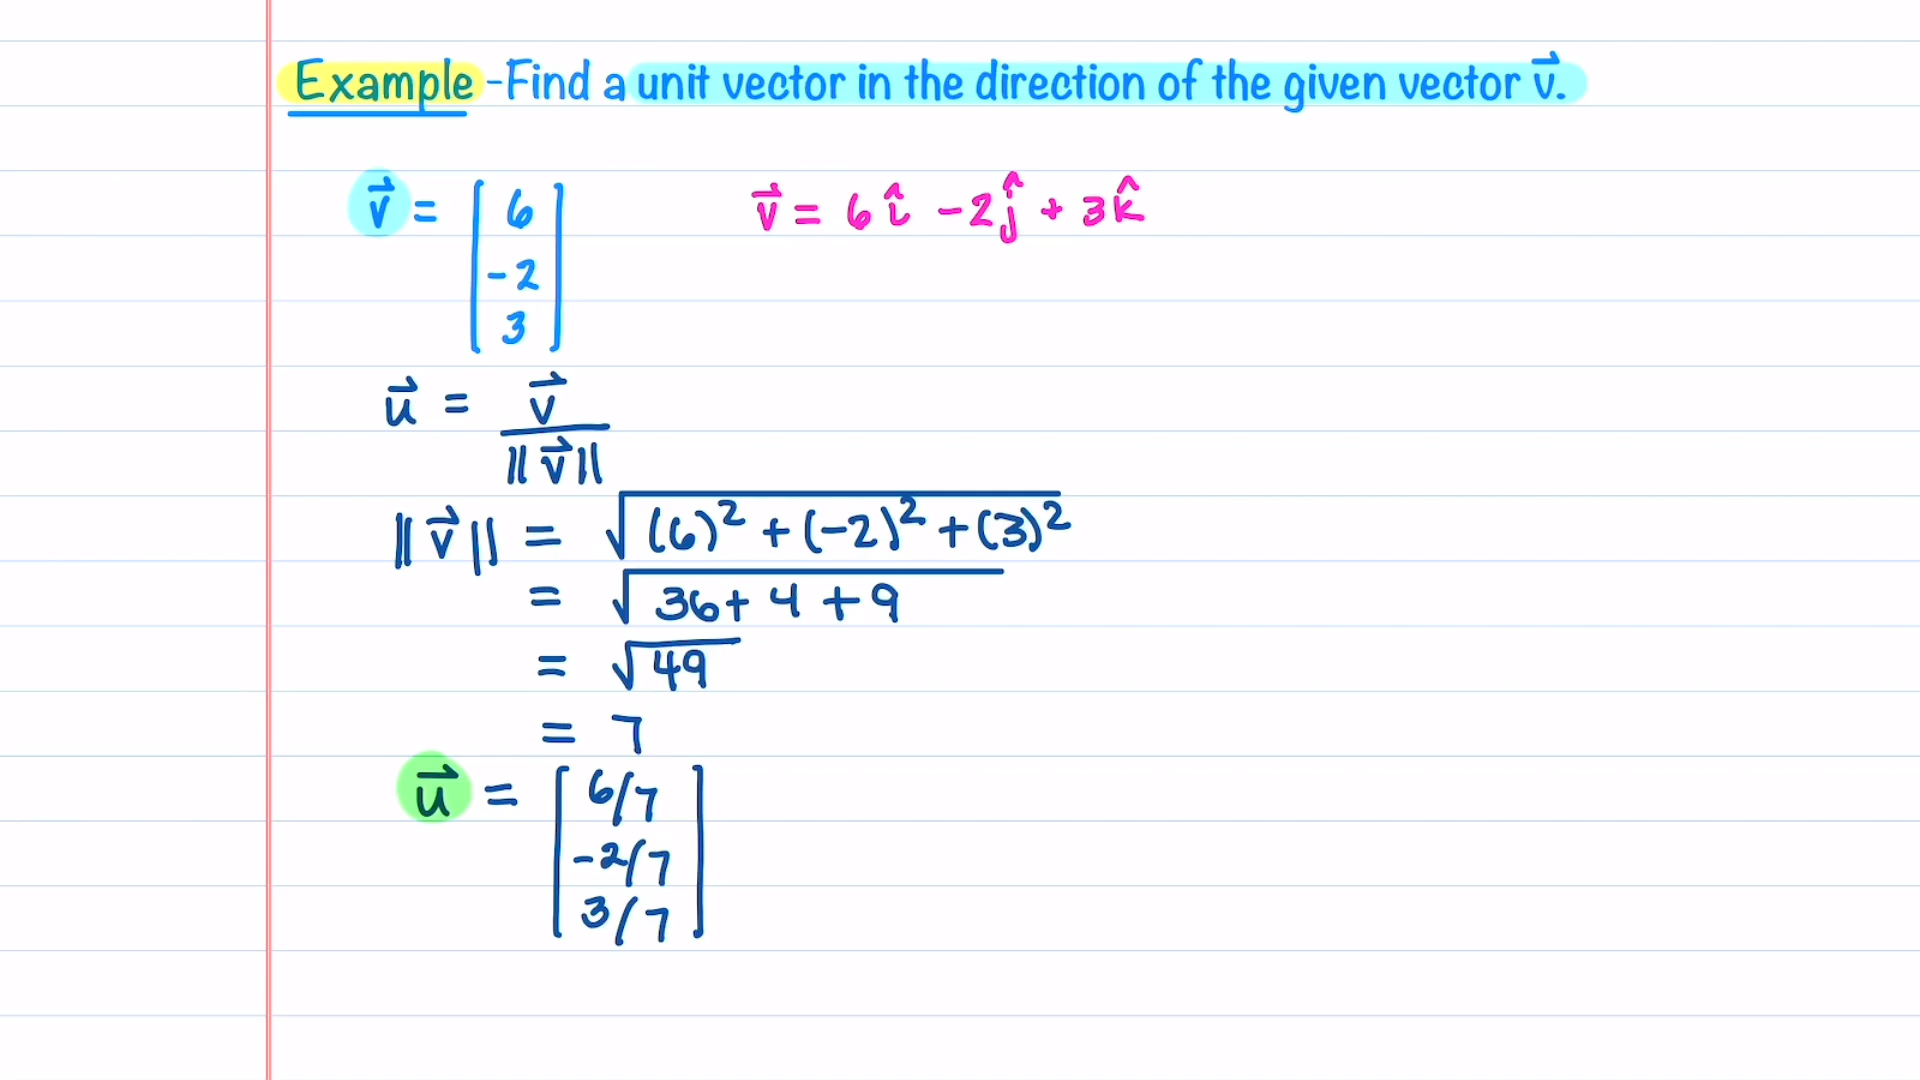 Example -Find a unit vector in the direction of the given vector v⃗.
v⃗ = [6
-2
3] v⃗ = 6î - 2ĵ + 3k̂
u⃗ = v⃗ / ||v⃗||
||v⃗|| = √((6)² + (-2)² + (3)²)
= √(36 + 4 + 9)
= √49
= 7
u⃗ = [6/7
-2/7
3/7]